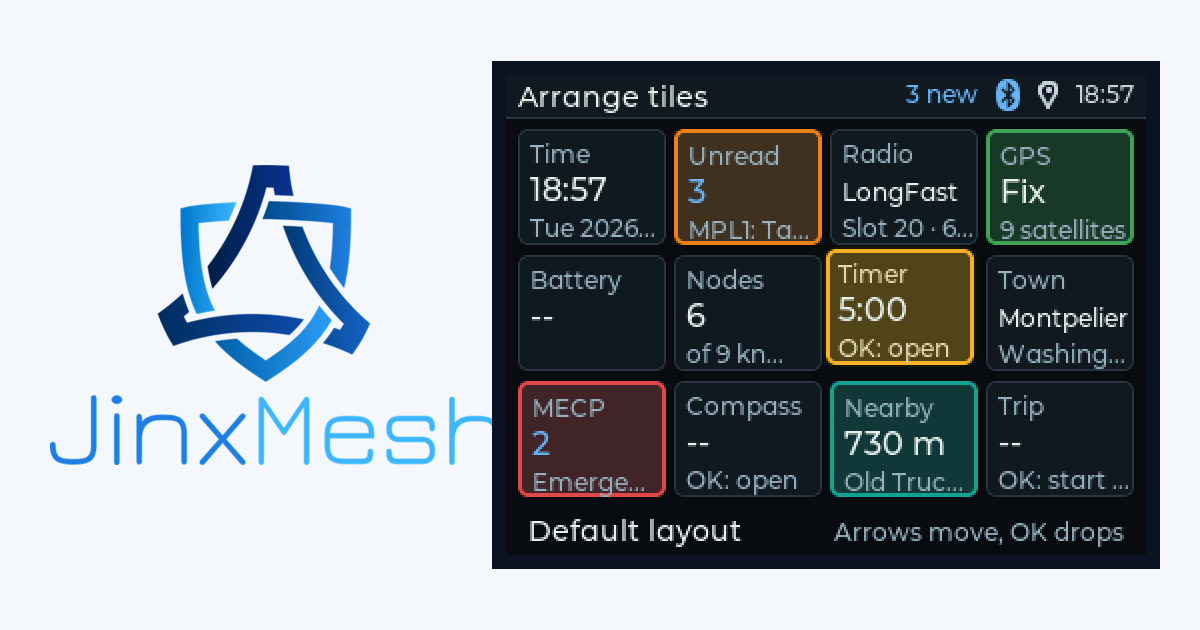 JinxMesh
Arrange tiles
3 new
18:57
Time
18:57
Tue 2026...
Unread
3
MPL1: Ta...
Radio
LongFast
Slot 20 · 6...
GPS
Fix
9 satellites
Battery
--
Nodes
6
of 9 kn...
Timer
5:00
OK: open
Town
Montpelier
Washing...
MECP
2
Emerge...
Compass
--
OK: open
Nearby
730 m
Old Truc...
Trip
--
OK: start ...
Default layout
Arrows move, OK drops